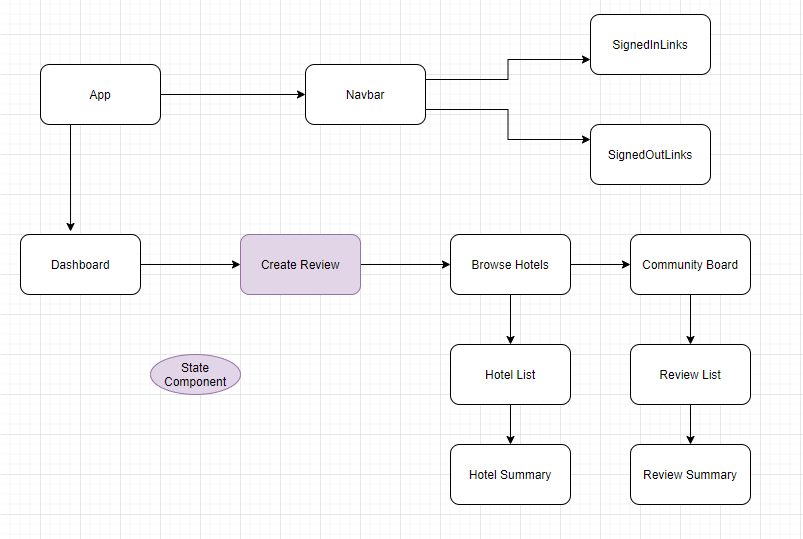 SignedInLinks
App
Navbar
SignedOutLinks
Dashboard
Create Review
Browse Hotels
Community Board
State
Component
Hotel List
Review List
Hotel Summary
Review Summary